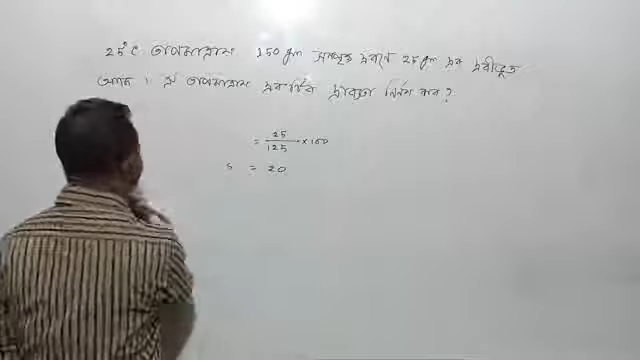 25°C তাপমাত্রায় 150 gm সম্পৃক্ত দ্রবণে 25 gm দ্রব দ্রবীভূত
আছে। ঐ তাপমাত্রায় দ্রবটির দ্রাব্যতা নির্ণয় কর ?
= 25/125 × 100
S = 20